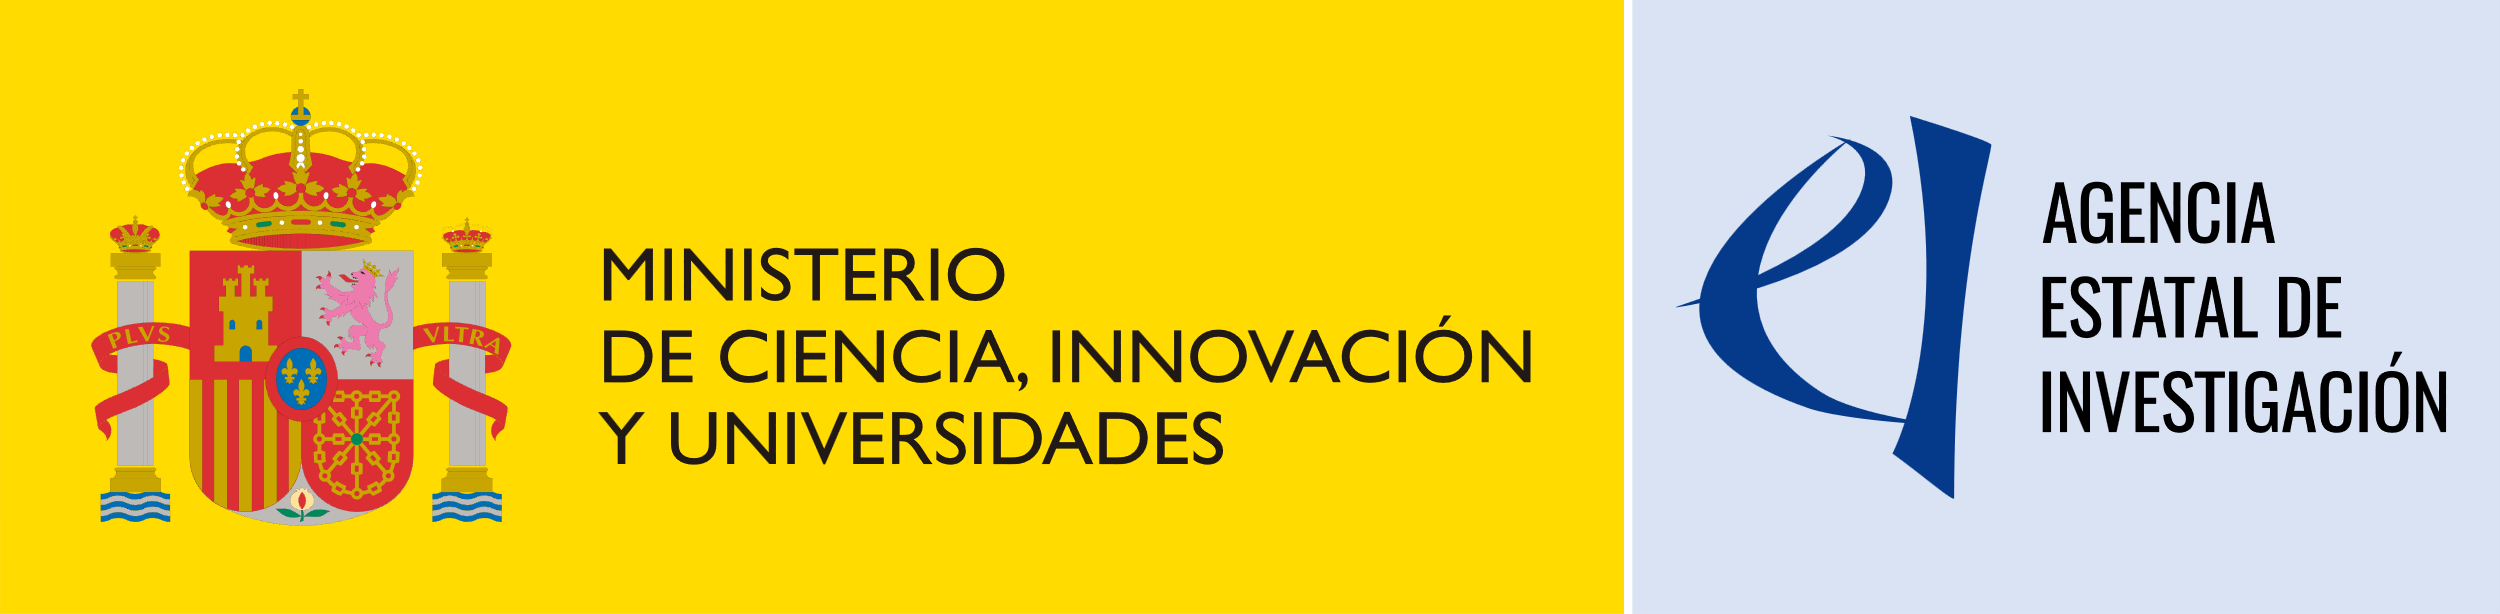 PLVS
VLTRA
MINISTERIO
DE CIENCIA, INNOVACIÓN
Y UNIVERSIDADES
AGENCIA
ESTATAL DE
INVESTIGACIÓN